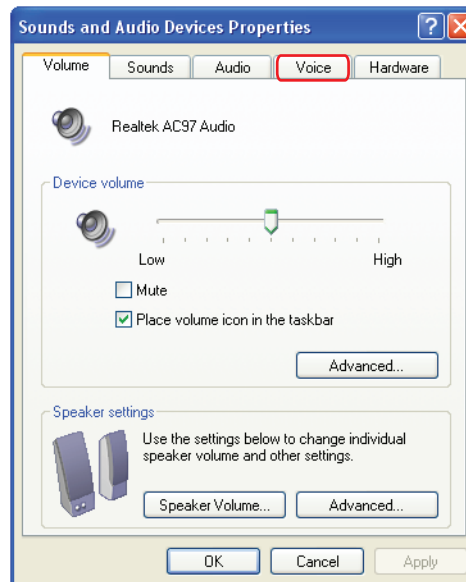 Sounds and Audio Devices Properties
Volume Sounds Audio Voice Hardware
Realtek AC97 Audio
Device volume
Low High
Mute
Place volume icon in the taskbar
Advanced...
Speaker settings
Use the settings below to change individual
speaker volume and other settings.
Speaker Volume... Advanced...
OK Cancel Apply